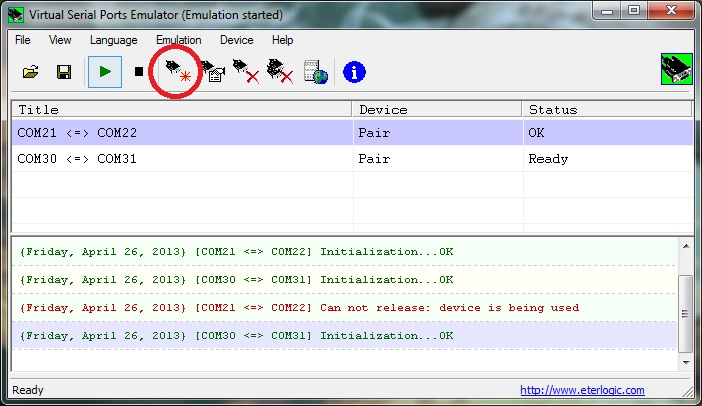 Virtual Serial Ports Emulator (Emulation started)
File View Language Emulation Device Help
Title Device Status
COM21 <=> COM22 Pair OK
COM30 <=> COM31 Pair Ready
{Friday, April 26, 2013} [COM21 <=> COM22] Initialization...OK
{Friday, April 26, 2013} [COM30 <=> COM31] Initialization...OK
{Friday, April 26, 2013} [COM21 <=> COM22] Can not release: device is being used
{Friday, April 26, 2013} [COM30 <=> COM31] Initialization...OK
Ready http://www.eterlogic.com